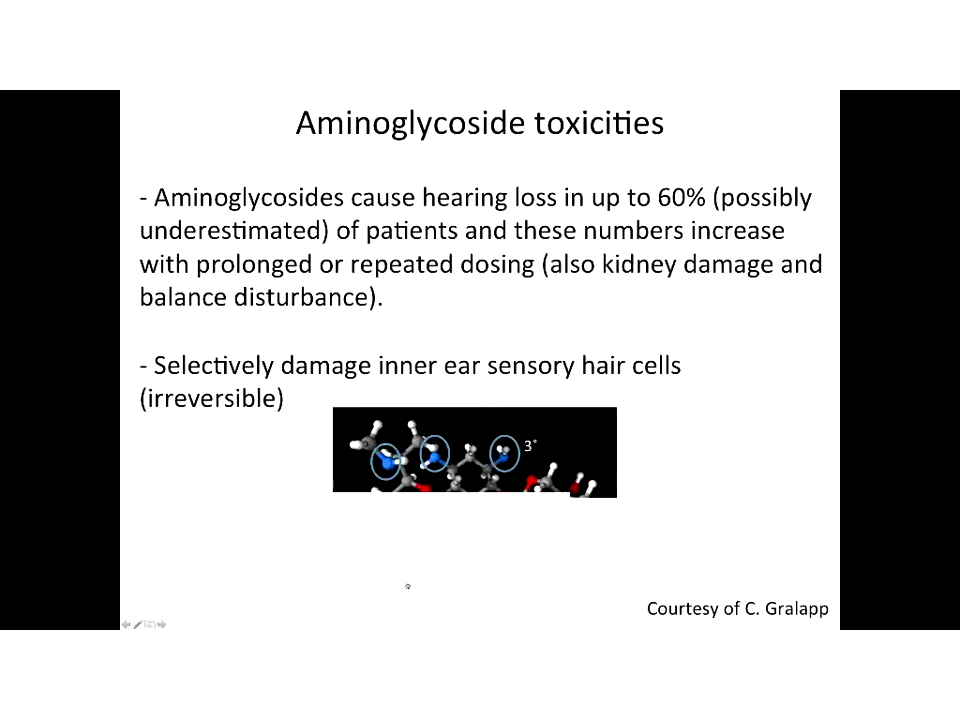 Aminoglycoside toxicities
- Aminoglycosides cause hearing loss in up to 60% (possibly
underestimated) of patients and these numbers increase
with prolonged or repeated dosing (also kidney damage and
balance disturbance).
- Selectively damage inner ear sensory hair cells
(irreversible)
3°
Courtesy of C. Gralapp